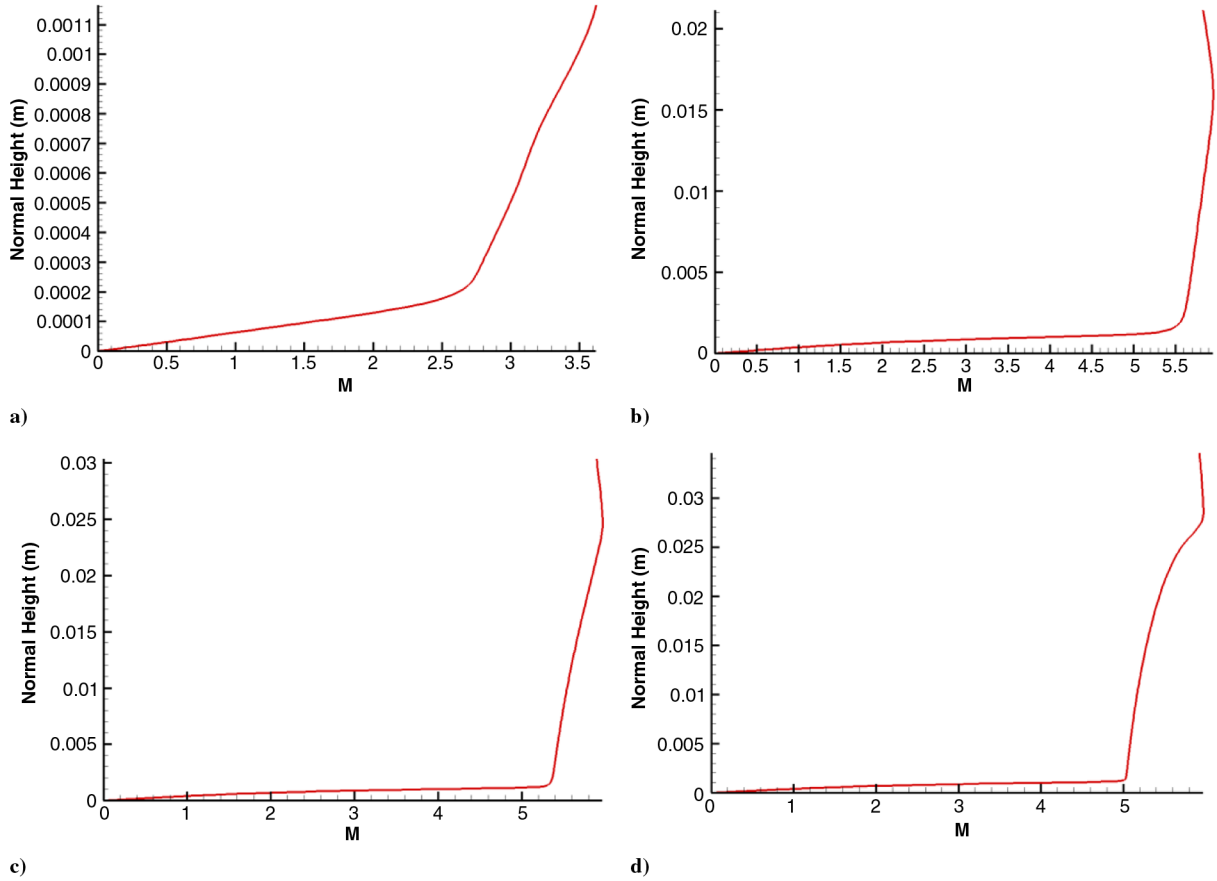 0.0011
0.001
0.0009
0.0008
0.0007
0.0006
0.0005
0.0004
0.0003
0.0002
0.0001
0
Normal Height (m)
0 0.5 1 1.5 2 2.5 3 3.5
M
a)
0.02
0.015
0.01
0.005
0
Normal Height (m)
0 0.5 1 1.5 2 2.5 3 3.5 4 4.5 5 5.5
M
b)
0.03
0.025
0.02
0.015
0.01
0.005
0
Normal Height (m)
0 1 2 3 4 5
M
c)
0.03
0.025
0.02
0.015
0.01
0.005
0
Normal Height (m)
0 1 2 3 4 5
M
d)